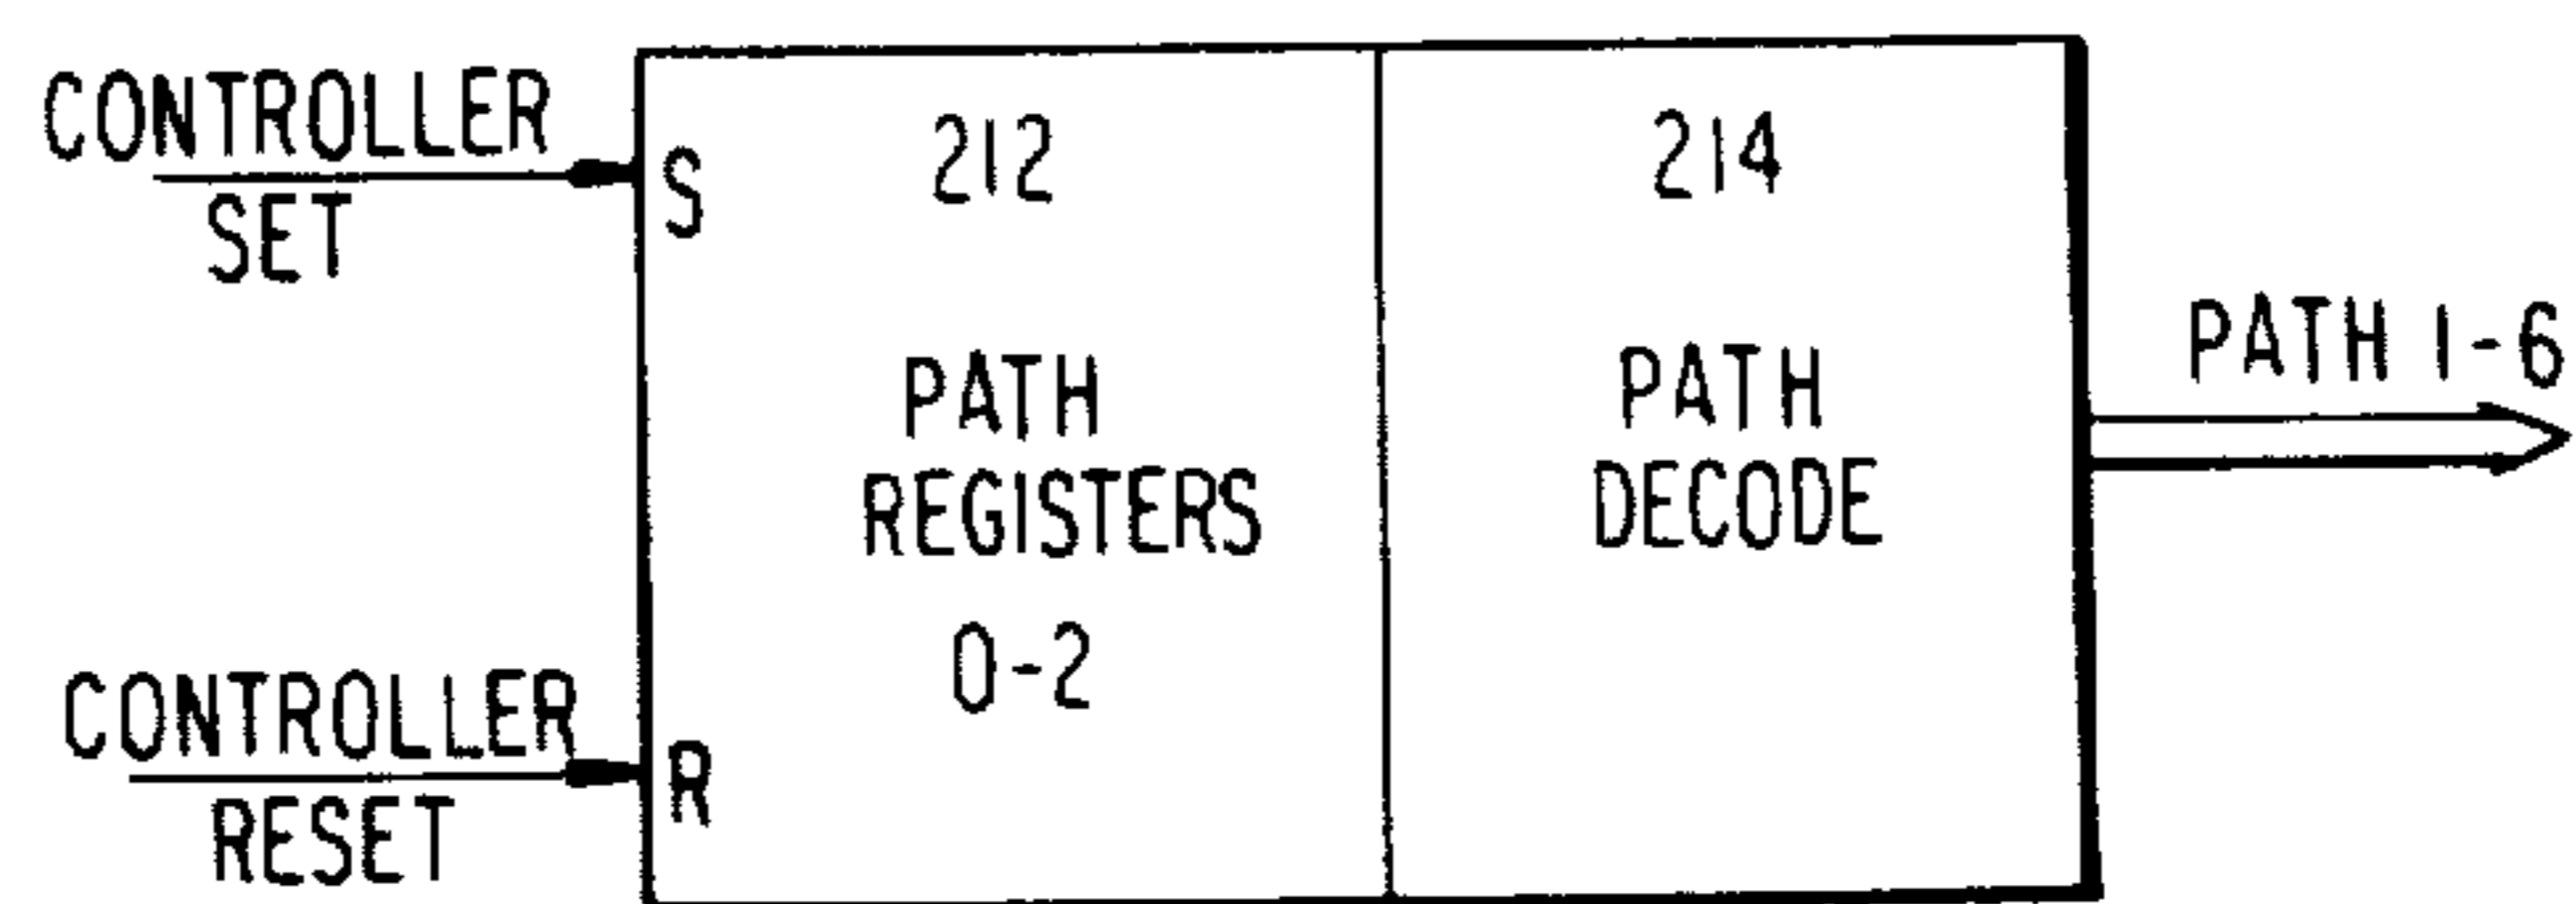 CONTROLLER
SET
S
212
PATH
REGISTERS
0-2
CONTROLLER
RESET
R
214
PATH
DECODE
PATH 1-6